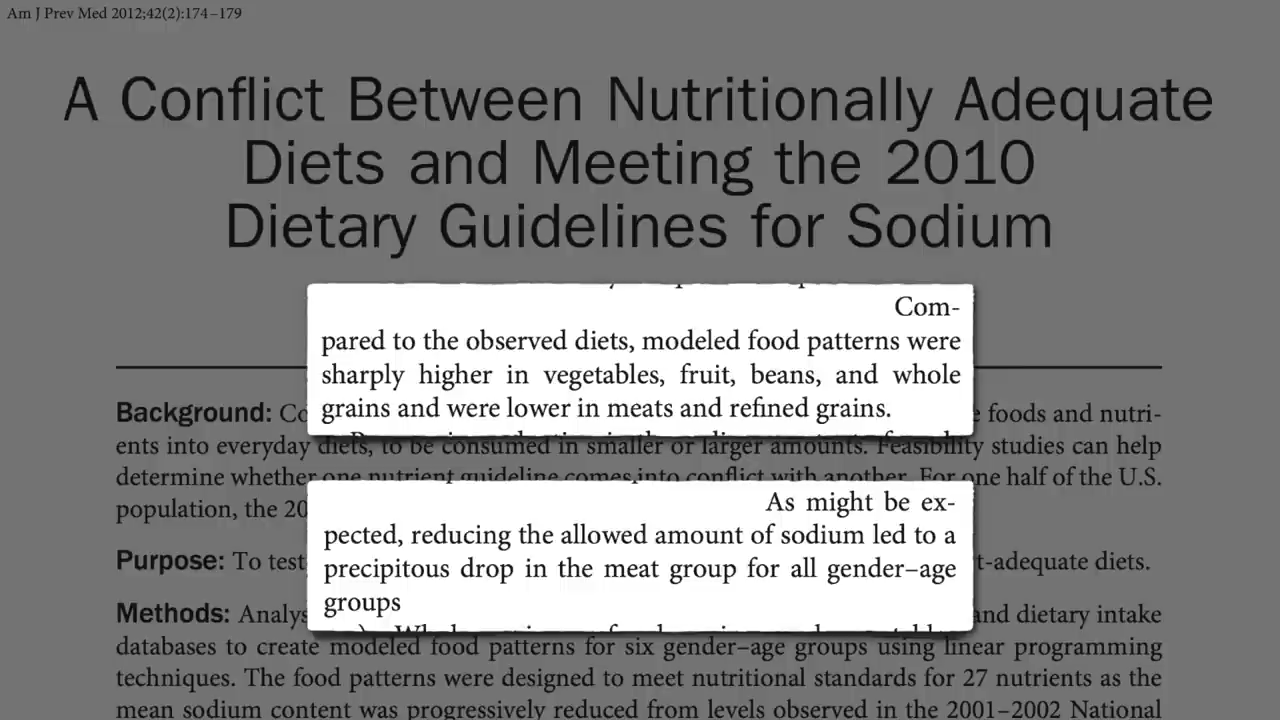 Am J Prev Med 2012;42(2):174–179
A Conflict Between Nutritionally Adequate
Diets and Meeting the 2010
Dietary Guidelines for Sodium
Com-
pared to the observed diets, modeled food patterns were
sharply higher in vegetables, fruit, beans, and whole
grains and were lower in meats and refined grains.
Background: foods and nutri-
ents into everyday diets, to be consumed in smaller or larger amounts. Feasibility studies can help
determine whether one nutrient guideline comes into conflict with another. For one half of the U.S.
population, the 20
As might be ex-
pected, reducing the allowed amount of sodium led to a
precipitous drop in the meat group for all gender–age
groups
Purpose: To test t-adequate diets.
Methods: Analys and dietary intake
databases to create modeled food patterns for six gender–age groups using linear programming
techniques. The food patterns were designed to meet nutritional standards for 27 nutrients as the
mean sodium content was progressively reduced from levels observed in the 2001–2002 National